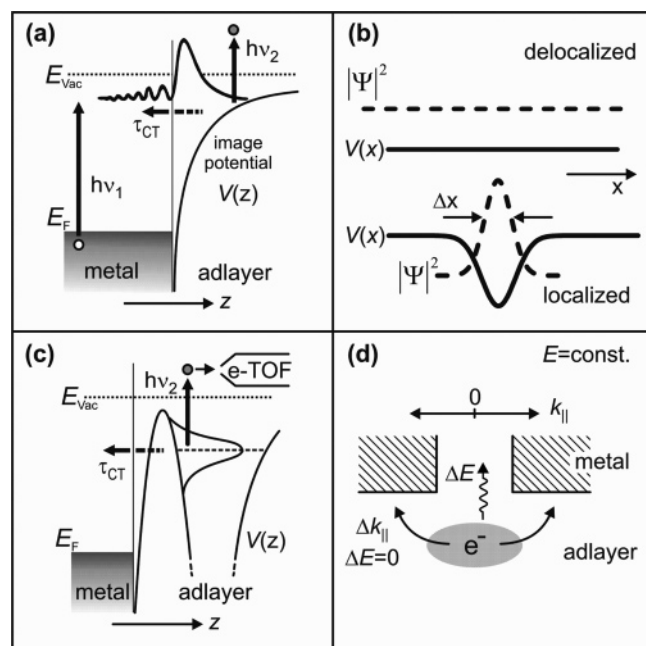 (a)
hν2
EVac
τCT
image
potential
V(z)
hν1
EF
metal
adlayer
z
(b)
delocalized
|Ψ|²
V(x)
x
Δx
V(x)
|Ψ|²
localized
(c)
hν2
e-TOF
EVac
τCT
EF
V(z)
metal
adlayer
z
(d)
E=const.
0
k||
metal
ΔE
Δk||
ΔE=0
e⁻
adlayer